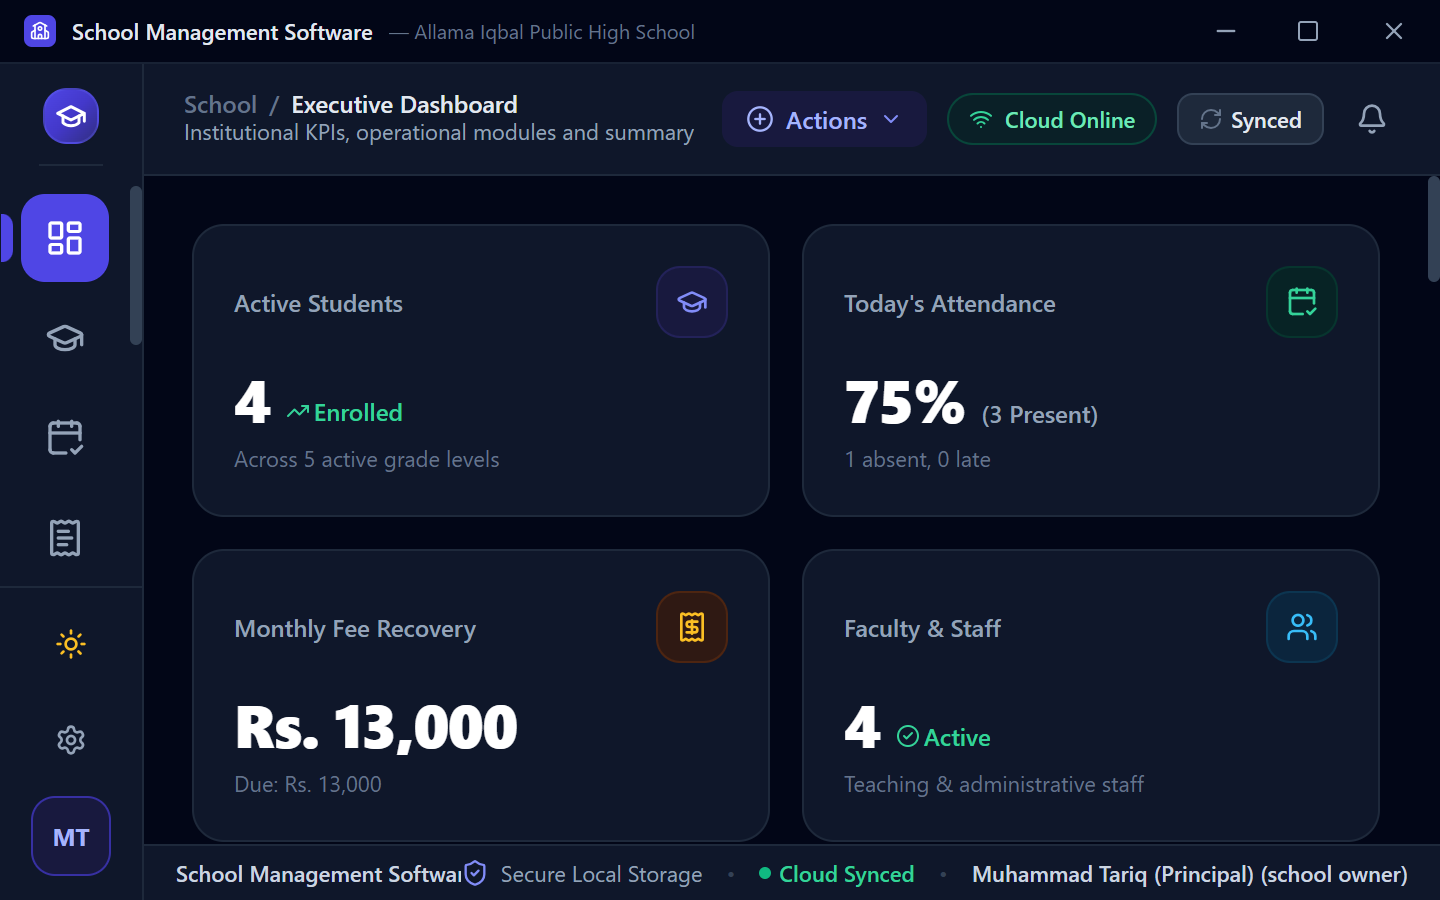 School Management Software — Allama Iqbal Public High School
School / Executive Dashboard
Institutional KPIs, operational modules and summary
Actions
Cloud Online
Synced
Active Students
4 Enrolled
Across 5 active grade levels
Today's Attendance
75% (3 Present)
1 absent, 0 late
Monthly Fee Recovery
Rs. 13,000
Due: Rs. 13,000
Faculty & Staff
4 Active
Teaching & administrative staff
MT
School Management Softwar
Secure Local Storage • Cloud Synced • Muhammad Tariq (Principal) (school owner)